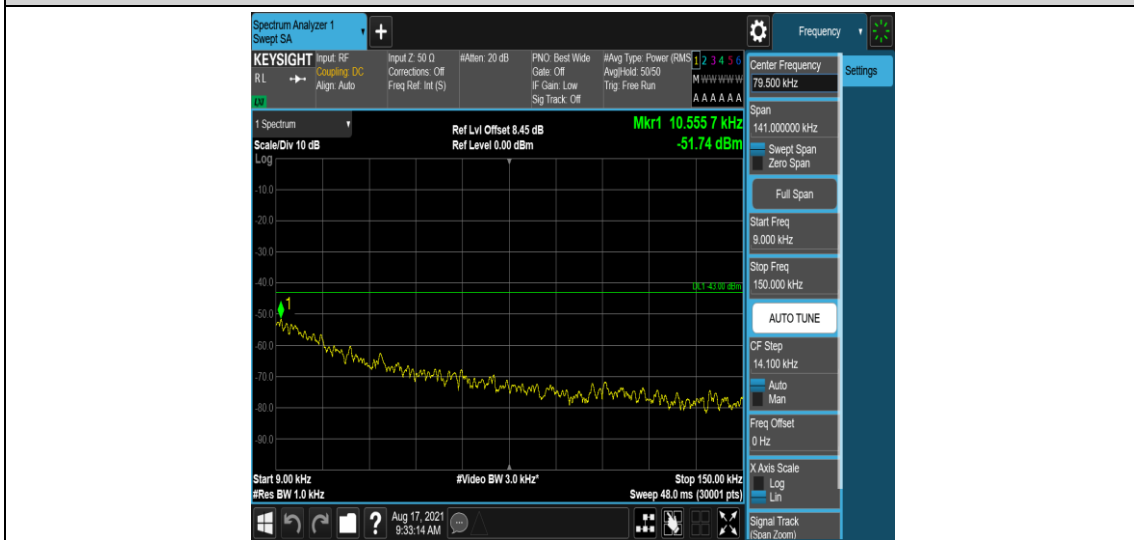 Spectrum Analyzer 1
Swept SA
+
Frequency
KEYSIGHT
RL
LXI
Input: RF
Coupling: DC
Align: Auto
Input Z: 50 Ω
Corrections: Off
Freq Ref: Int (S)
#Atten: 20 dB
PNO: Best Wide
Gate: Off
IF Gain: Low
Sig Track: Off
#Avg Type: Power (RMS
Avg|Hold: 50/50
Trig: Free Run
1 2 3 4 5 6
M W W W W W
A A A A A A
1 Spectrum
Scale/Div 10 dB
Ref Lvl Offset 8.45 dB
Ref Level 0.00 dBm
Mkr1 10.555 7 kHz
-51.74 dBm
Log
-10.0
-20.0
-30.0
-40.0
-50.0
-60.0
-70.0
-80.0
-90.0
DL1 -43.00 dBm
1
Start 9.00 kHz
#Res BW 1.0 kHz
#Video BW 3.0 kHz*
Stop 150.00 kHz
Sweep 48.0 ms (30001 pts)
?
Aug 17, 2021
9:33:14 AM
Center Frequency
79.500 kHz
Settings
Span
141.000000 kHz
Swept Span
Zero Span
Full Span
Start Freq
9.000 kHz
Stop Freq
150.000 kHz
AUTO TUNE
CF Step
14.100 kHz
Auto
Man
Freq Offset
0 Hz
X Axis Scale
Log
Lin
Signal Track
(Span Zoom)